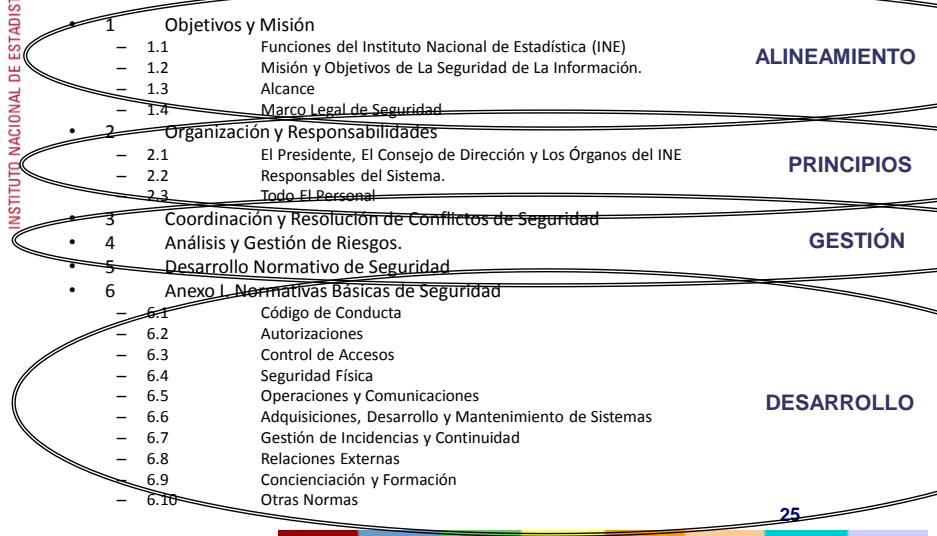 INSTITUTO NACIONAL DE ESTADIST
• 1 Objetivos y Misión
– 1.1 Funciones del Instituto Nacional de Estadística (INE)
– 1.2 Misión y Objetivos de La Seguridad de La Información.
– 1.3 Alcance
– 1.4 Marco Legal de Seguridad
ALINEAMIENTO
• 2 Organización y Responsabilidades
– 2.1 El Presidente, El Consejo de Dirección y Los Órganos del INE
– 2.2 Responsables del Sistema.
– 2.3 Todo El Personal
PRINCIPIOS
• 3 Coordinación y Resolución de Conflictos de Seguridad
• 4 Análisis y Gestión de Riesgos.
• 5 Desarrollo Normativo de Seguridad
GESTIÓN
• 6 Anexo I. Normativas Básicas de Seguridad
– 6.1 Código de Conducta
– 6.2 Autorizaciones
– 6.3 Control de Accesos
– 6.4 Seguridad Física
– 6.5 Operaciones y Comunicaciones
– 6.6 Adquisiciones, Desarrollo y Mantenimiento de Sistemas
– 6.7 Gestión de Incidencias y Continuidad
– 6.8 Relaciones Externas
– 6.9 Concienciación y Formación
– 6.10 Otras Normas
DESARROLLO
25